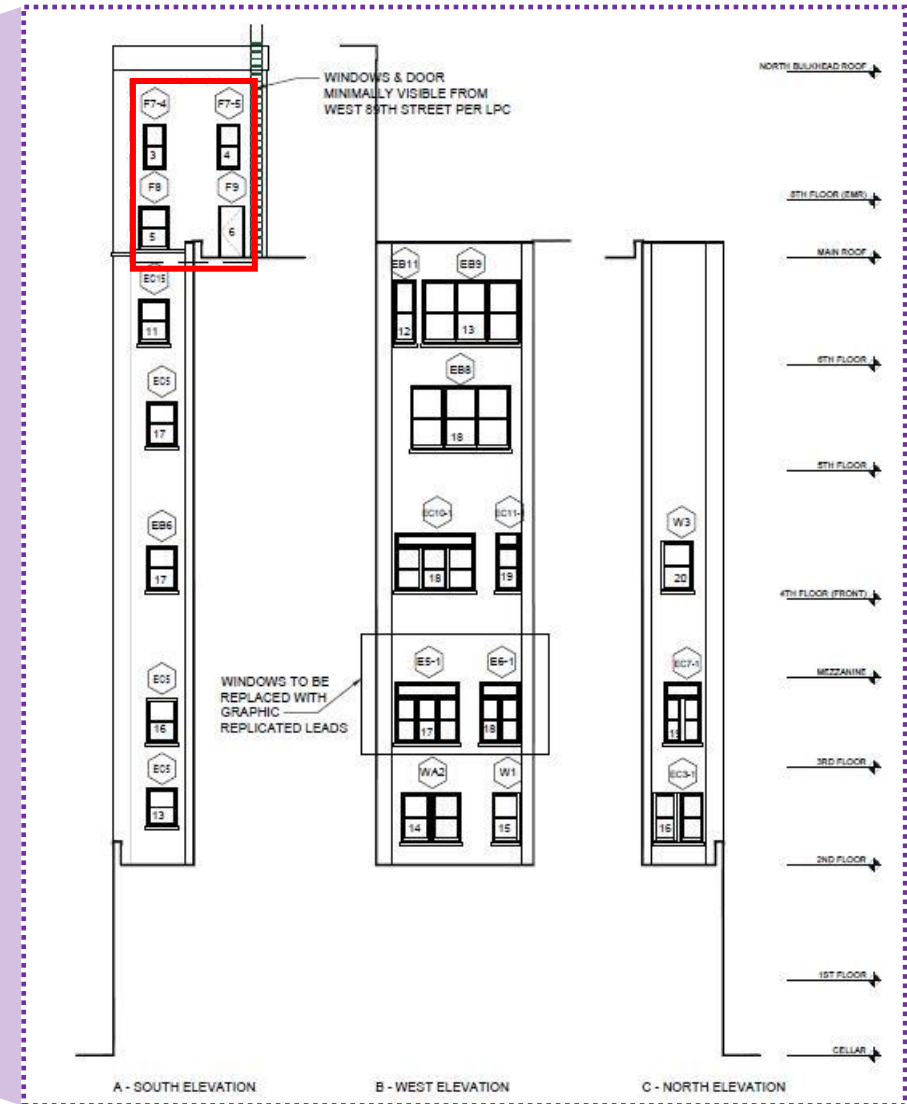 NORTH BULKHEAD ROOF
WINDOWS & DOOR
MINIMALLY VISIBLE FROM
WEST 89TH STREET PER LPC
F7-4
F7-5
3
4
F8
F9
5
6
8TH FLOOR (EMR)
MAIN ROOF
EC15
11
EB11
EB9
12
13
6TH FLOOR
EC5
17
EB8
18
5TH FLOOR
EB6
17
EC10-1
EC11-
18
19
W3
20
4TH FLOOR (FRONT)
EC5
16
WINDOWS TO BE
REPLACED WITH
GRAPHIC
REPLICATED LEADS
E5-1
E6-1
17
18
EC7-1
MEZZANINE
EC5
13
WA2
W1
14
15
EC3-1
16
3RD FLOOR
2ND FLOOR
1ST FLOOR
CELLAR
A - SOUTH ELEVATION
B - WEST ELEVATION
C - NORTH ELEVATION